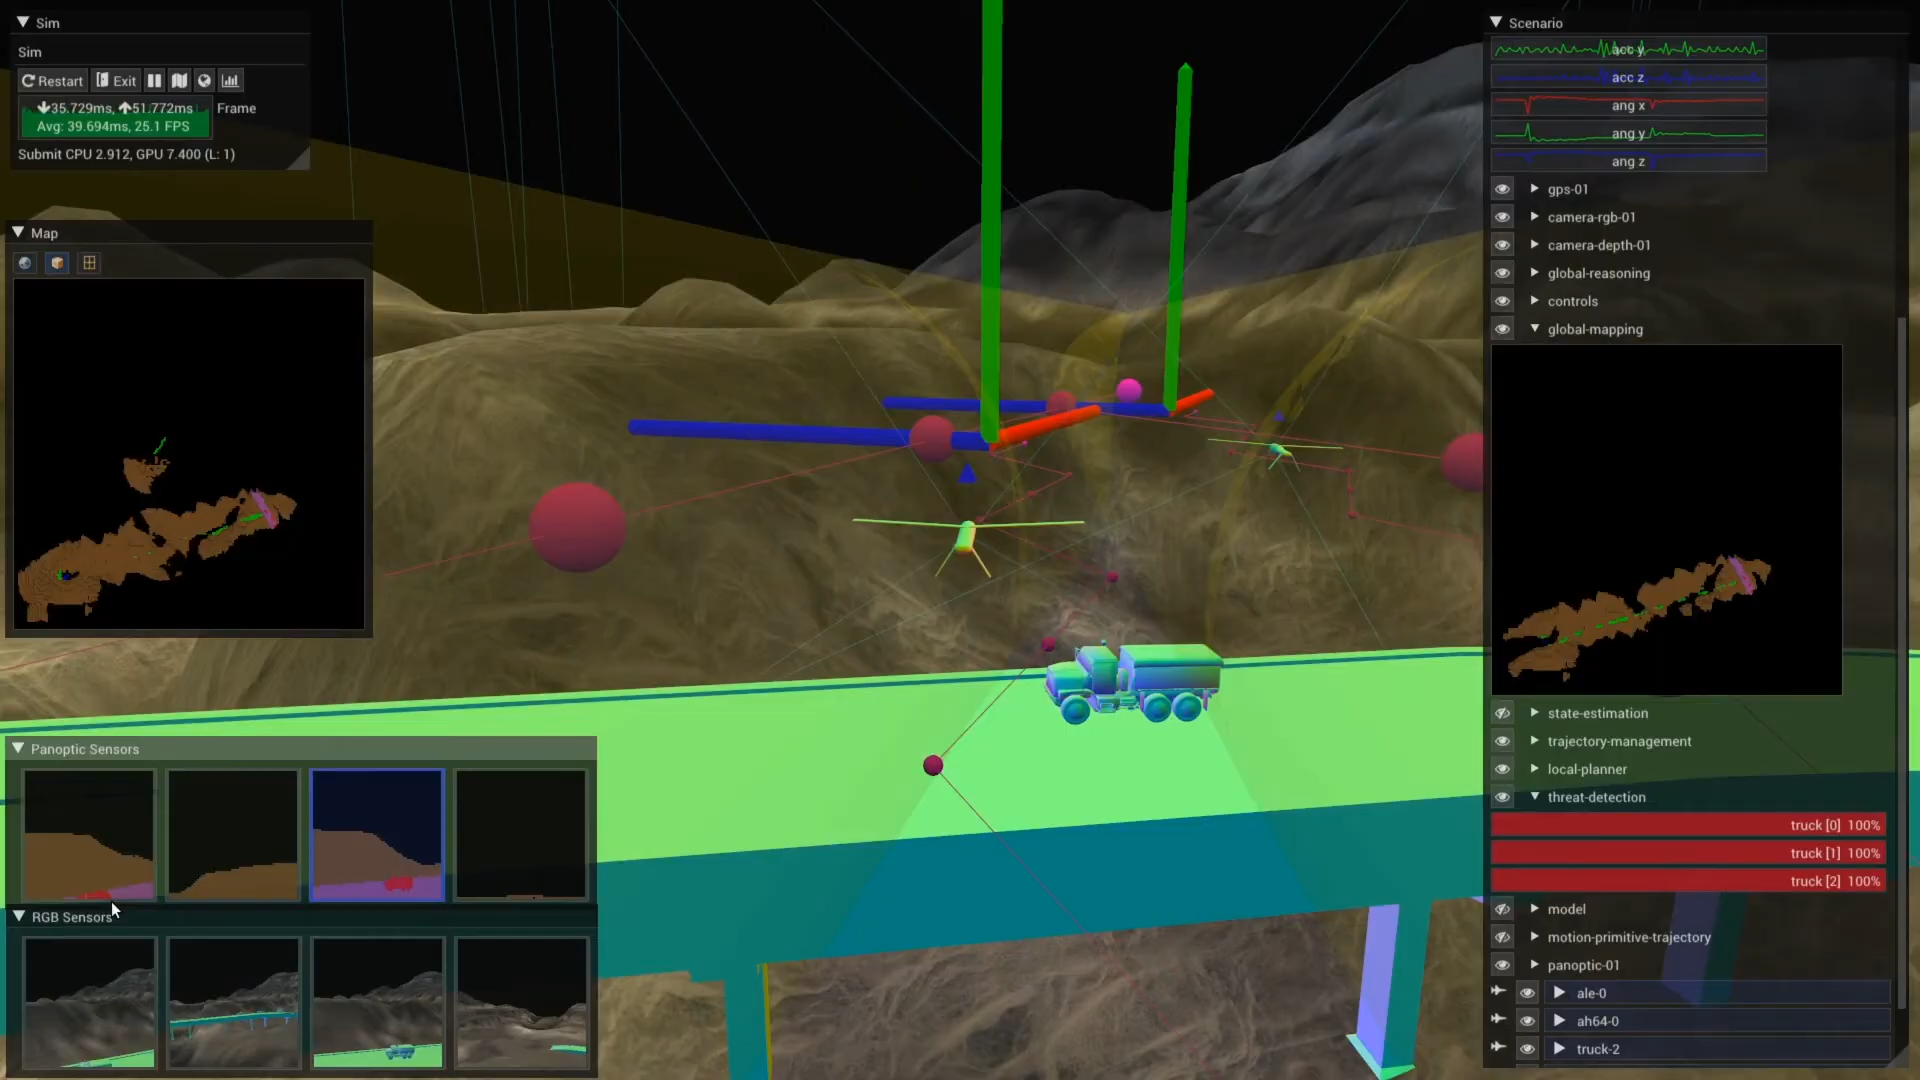 Sim
Sim
Restart Exit
35.729ms, 51.772ms Frame
Avg: 39.694ms, 25.1 FPS
Submit CPU 2.912, GPU 7.400 (L: 1)
Map
Panoptic Sensors
RGB Sensors
Scenario
acc y
acc z
ang x
ang y
ang z
gps-01
camera-rgb-01
camera-depth-01
global-reasoning
controls
global-mapping
state-estimation
trajectory-management
local-planner
threat-detection
truck [0] 100%
truck [1] 100%
truck [2] 100%
model
motion-primitive-trajectory
panoptic-01
ale-0
ah64-0
truck-2